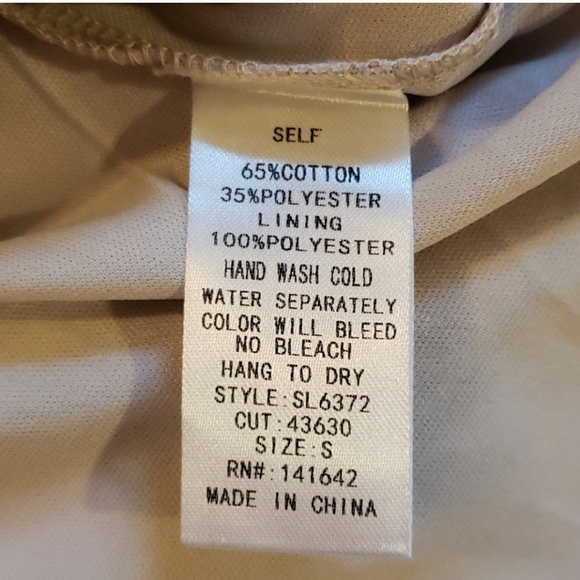 SELF
65%COTTON
35%POLYESTER
LINING
100%POLYESTER
HAND WASH COLD
WATER SEPARATELY
COLOR WILL BLEED
NO BLEACH
HANG TO DRY
STYLE:SL6372
CUT:43630
SIZE:S
RN#:141642
MADE IN CHINA